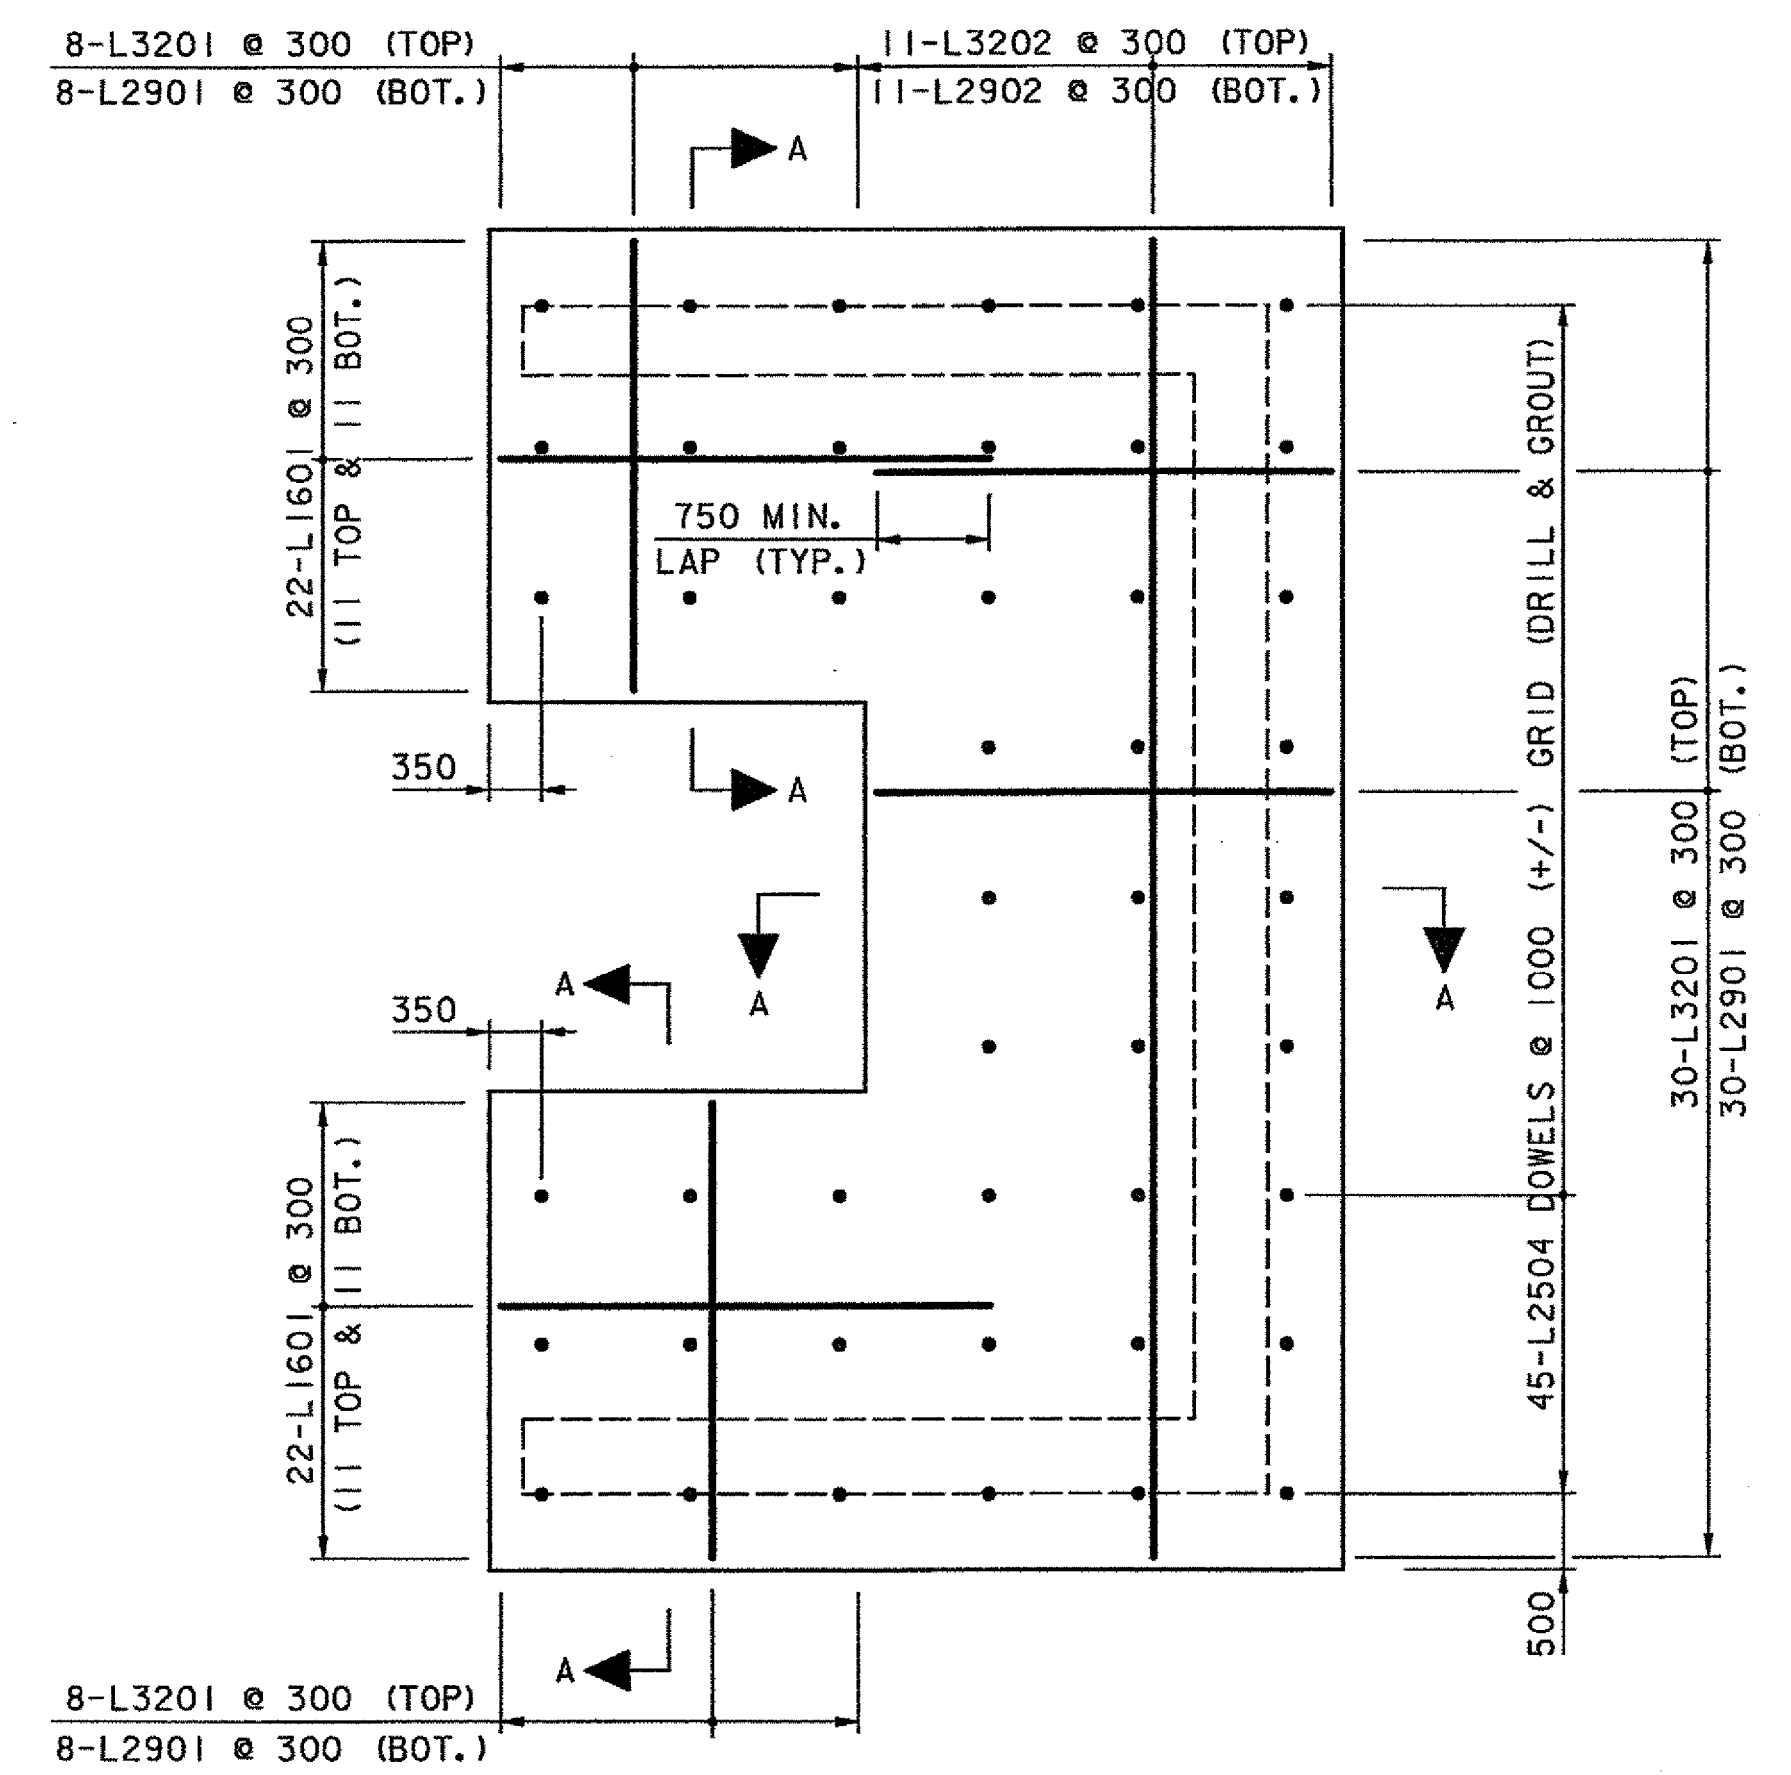 8-L3201 @ 300 (TOP)
8-L2901 @ 300 (BOT.)
11-L3202 @ 300 (TOP)
11-L2902 @ 300 (BOT.)
A
22-L1601 @ 300
(11 TOP & 11 BOT.)
750 MIN.
LAP (TYP.)
350
A
A
A
A
350
22-L1601 @ 300
(11 TOP & 11 BOT.)
45-L2504 DOWELS @ 1000 (+/-) GRID (DRILL & GROUT)
30-L3201 @ 300 (TOP)
30-L2901 @ 300 (BOT.)
500
A
8-L3201 @ 300 (TOP)
8-L2901 @ 300 (BOT.)